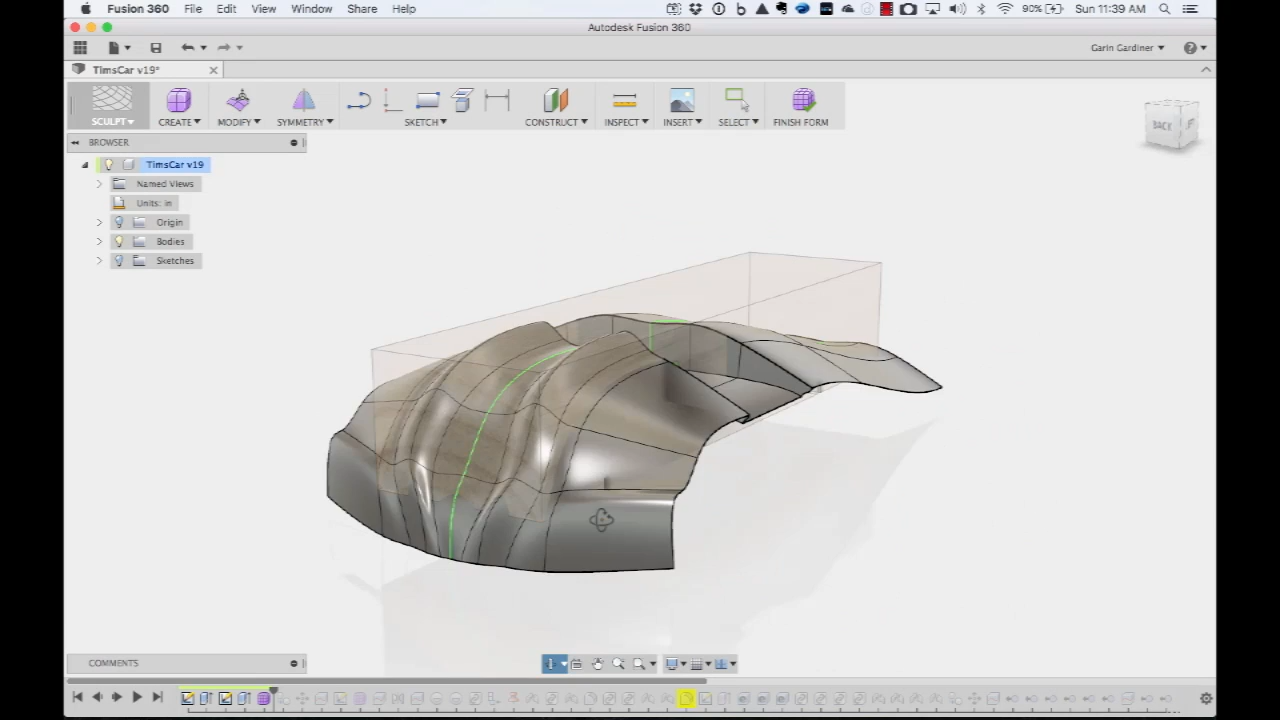 Fusion 360 File Edit View Window Share Help 90% Sun 11:39 AM
Autodesk Fusion 360
Garin Gardiner
TimsCar v19*
SCULPT CREATE MODIFY SYMMETRY SKETCH CONSTRUCT INSPECT INSERT SELECT FINISH FORM
BACK
BROWSER
TimsCar v19
Named Views
Units: in
Origin
Bodies
Sketches
COMMENTS